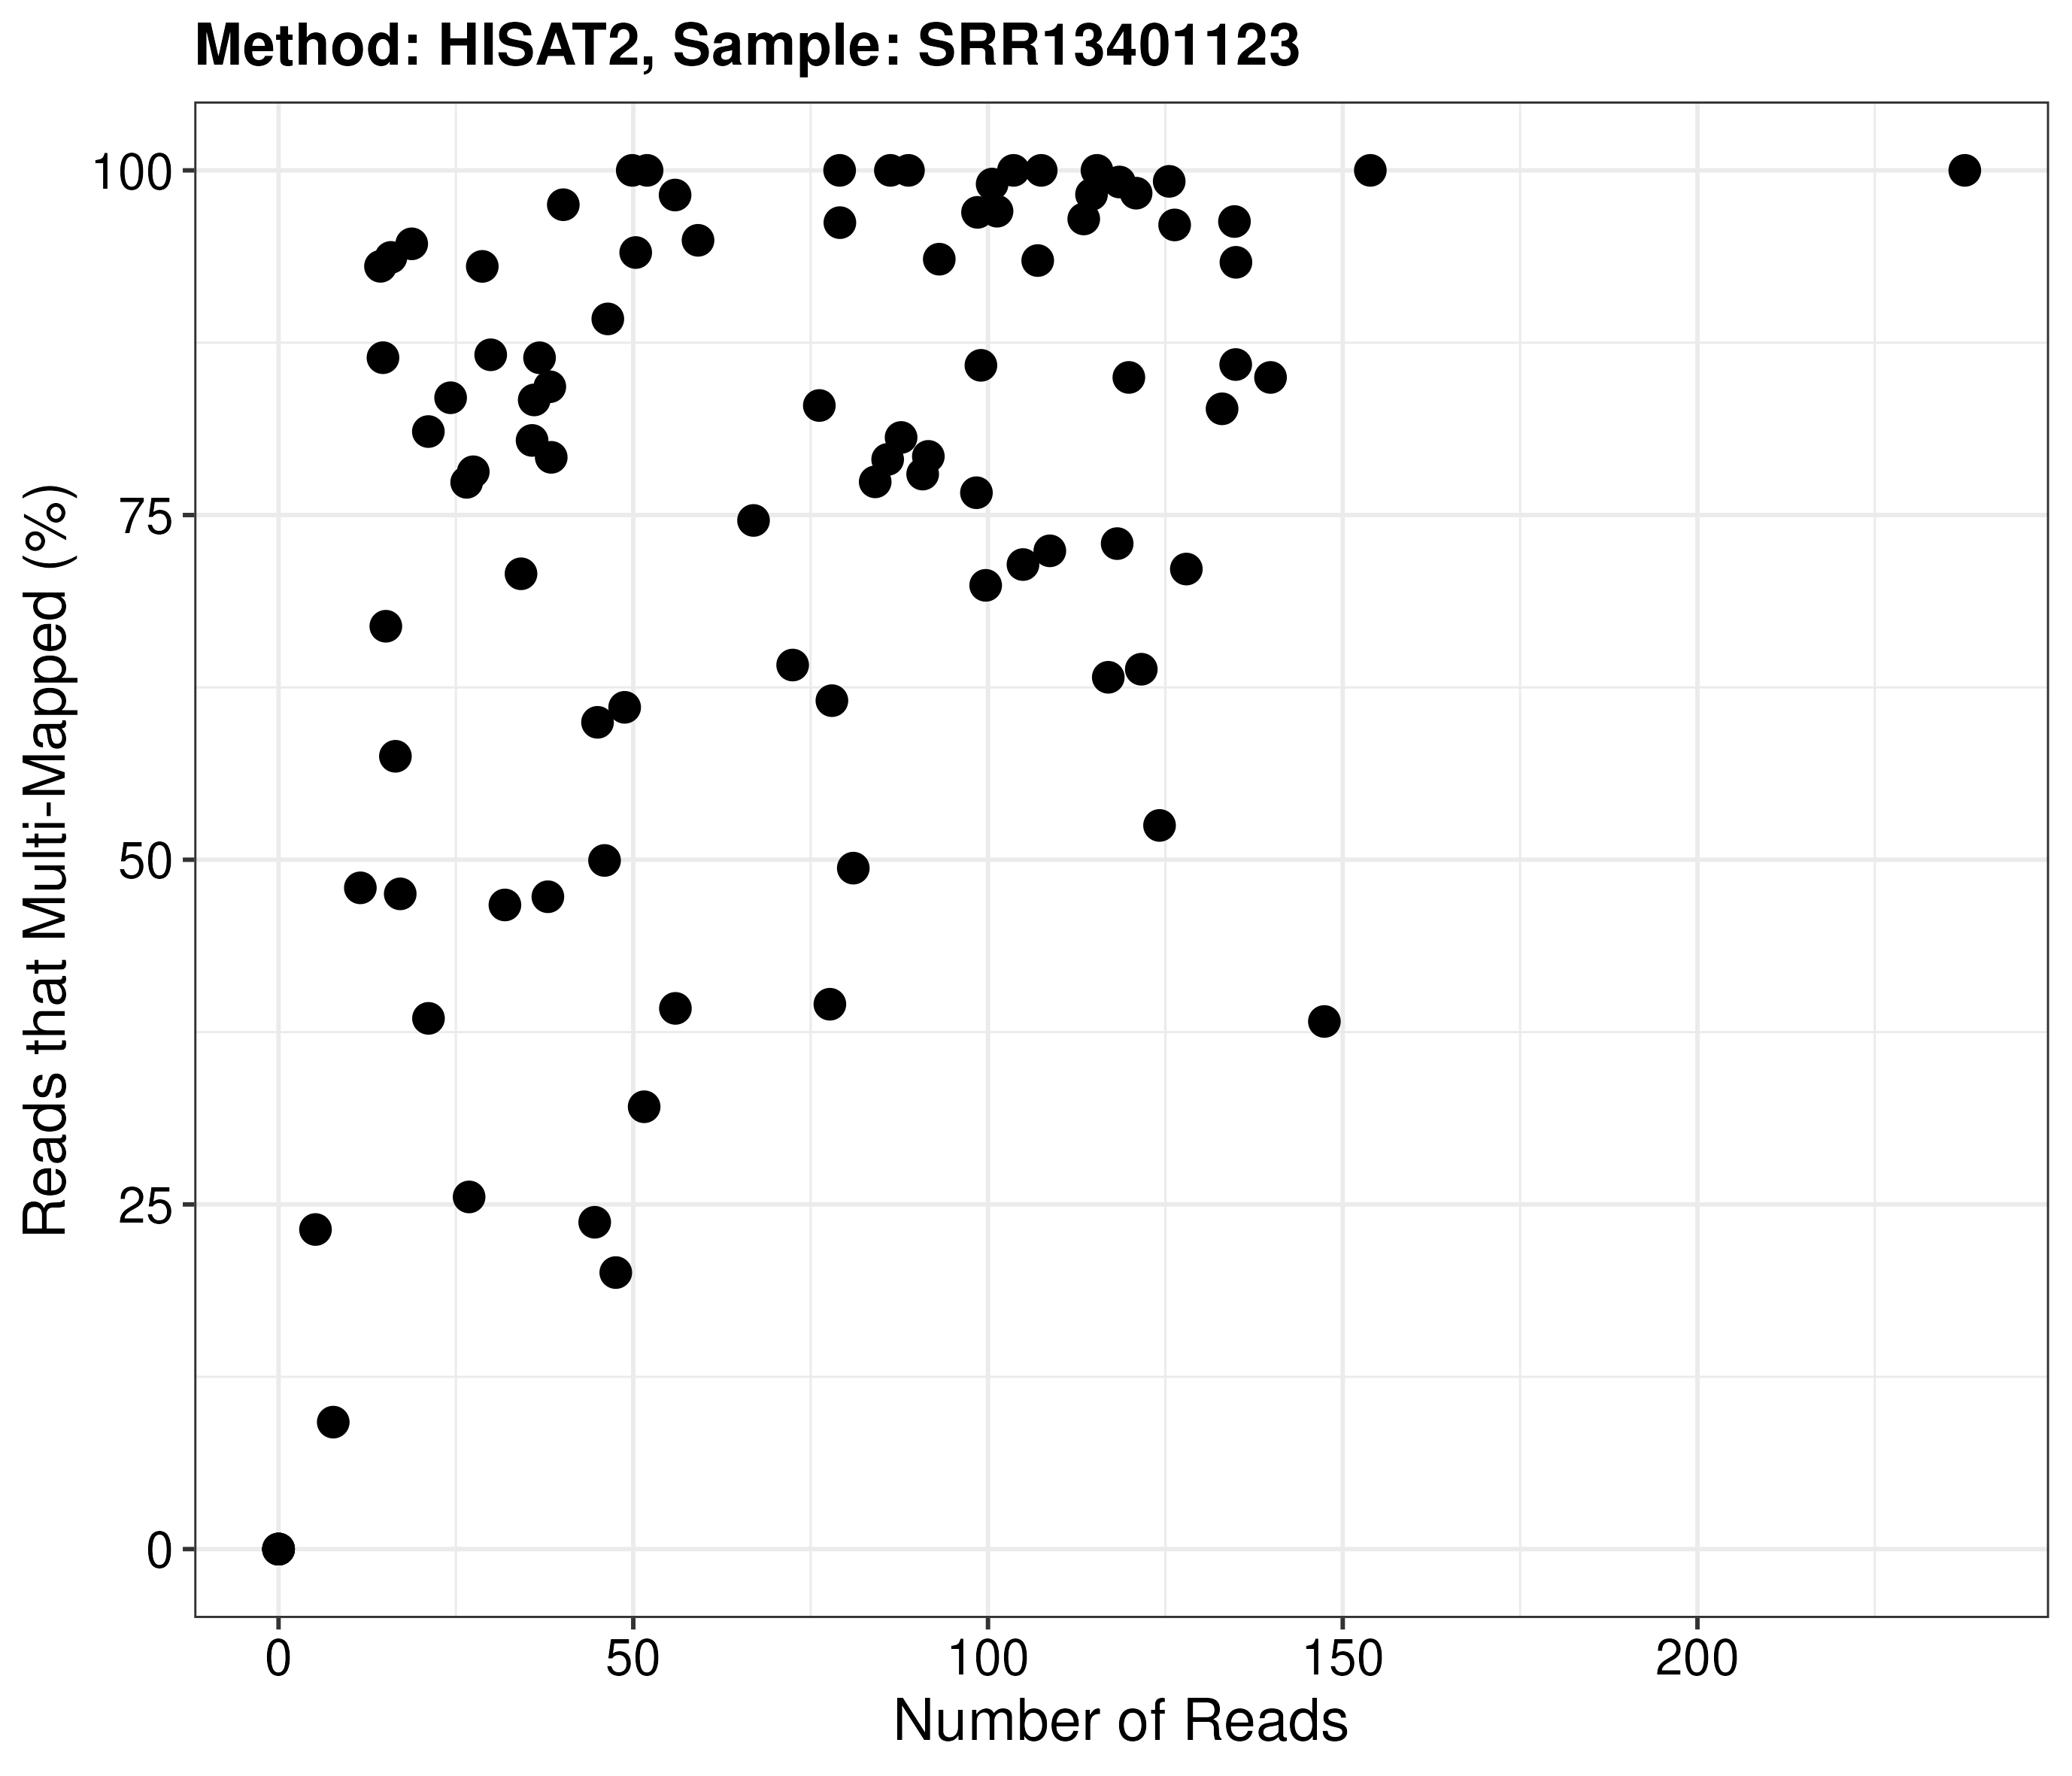 Method: HISAT2, Sample: SRR13401123
Reads that Multi-Mapped (%)
100
75
50
25
0
0 50 100 150 200
Number of Reads